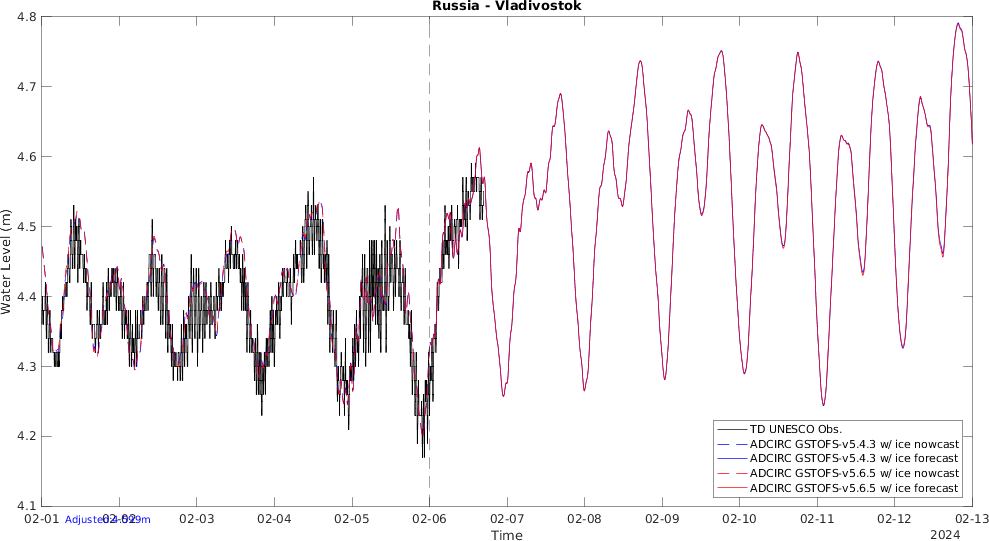 Russia - Vladivostok
4.8
4.7
4.6
4.5
4.4
4.3
4.2
4.1
Water Level (m)
TD UNESCO Obs.
ADCIRC GSTOFS-v5.4.3 w/ ice nowcast
ADCIRC GSTOFS-v5.4.3 w/ ice forecast
ADCIRC GSTOFS-v5.6.5 w/ ice nowcast
ADCIRC GSTOFS-v5.6.5 w/ ice forecast
02-01 02-02 02-03 02-04 02-05 02-06 02-07 02-08 02-09 02-10 02-11 02-12 02-13
Adjusted
Time
2024